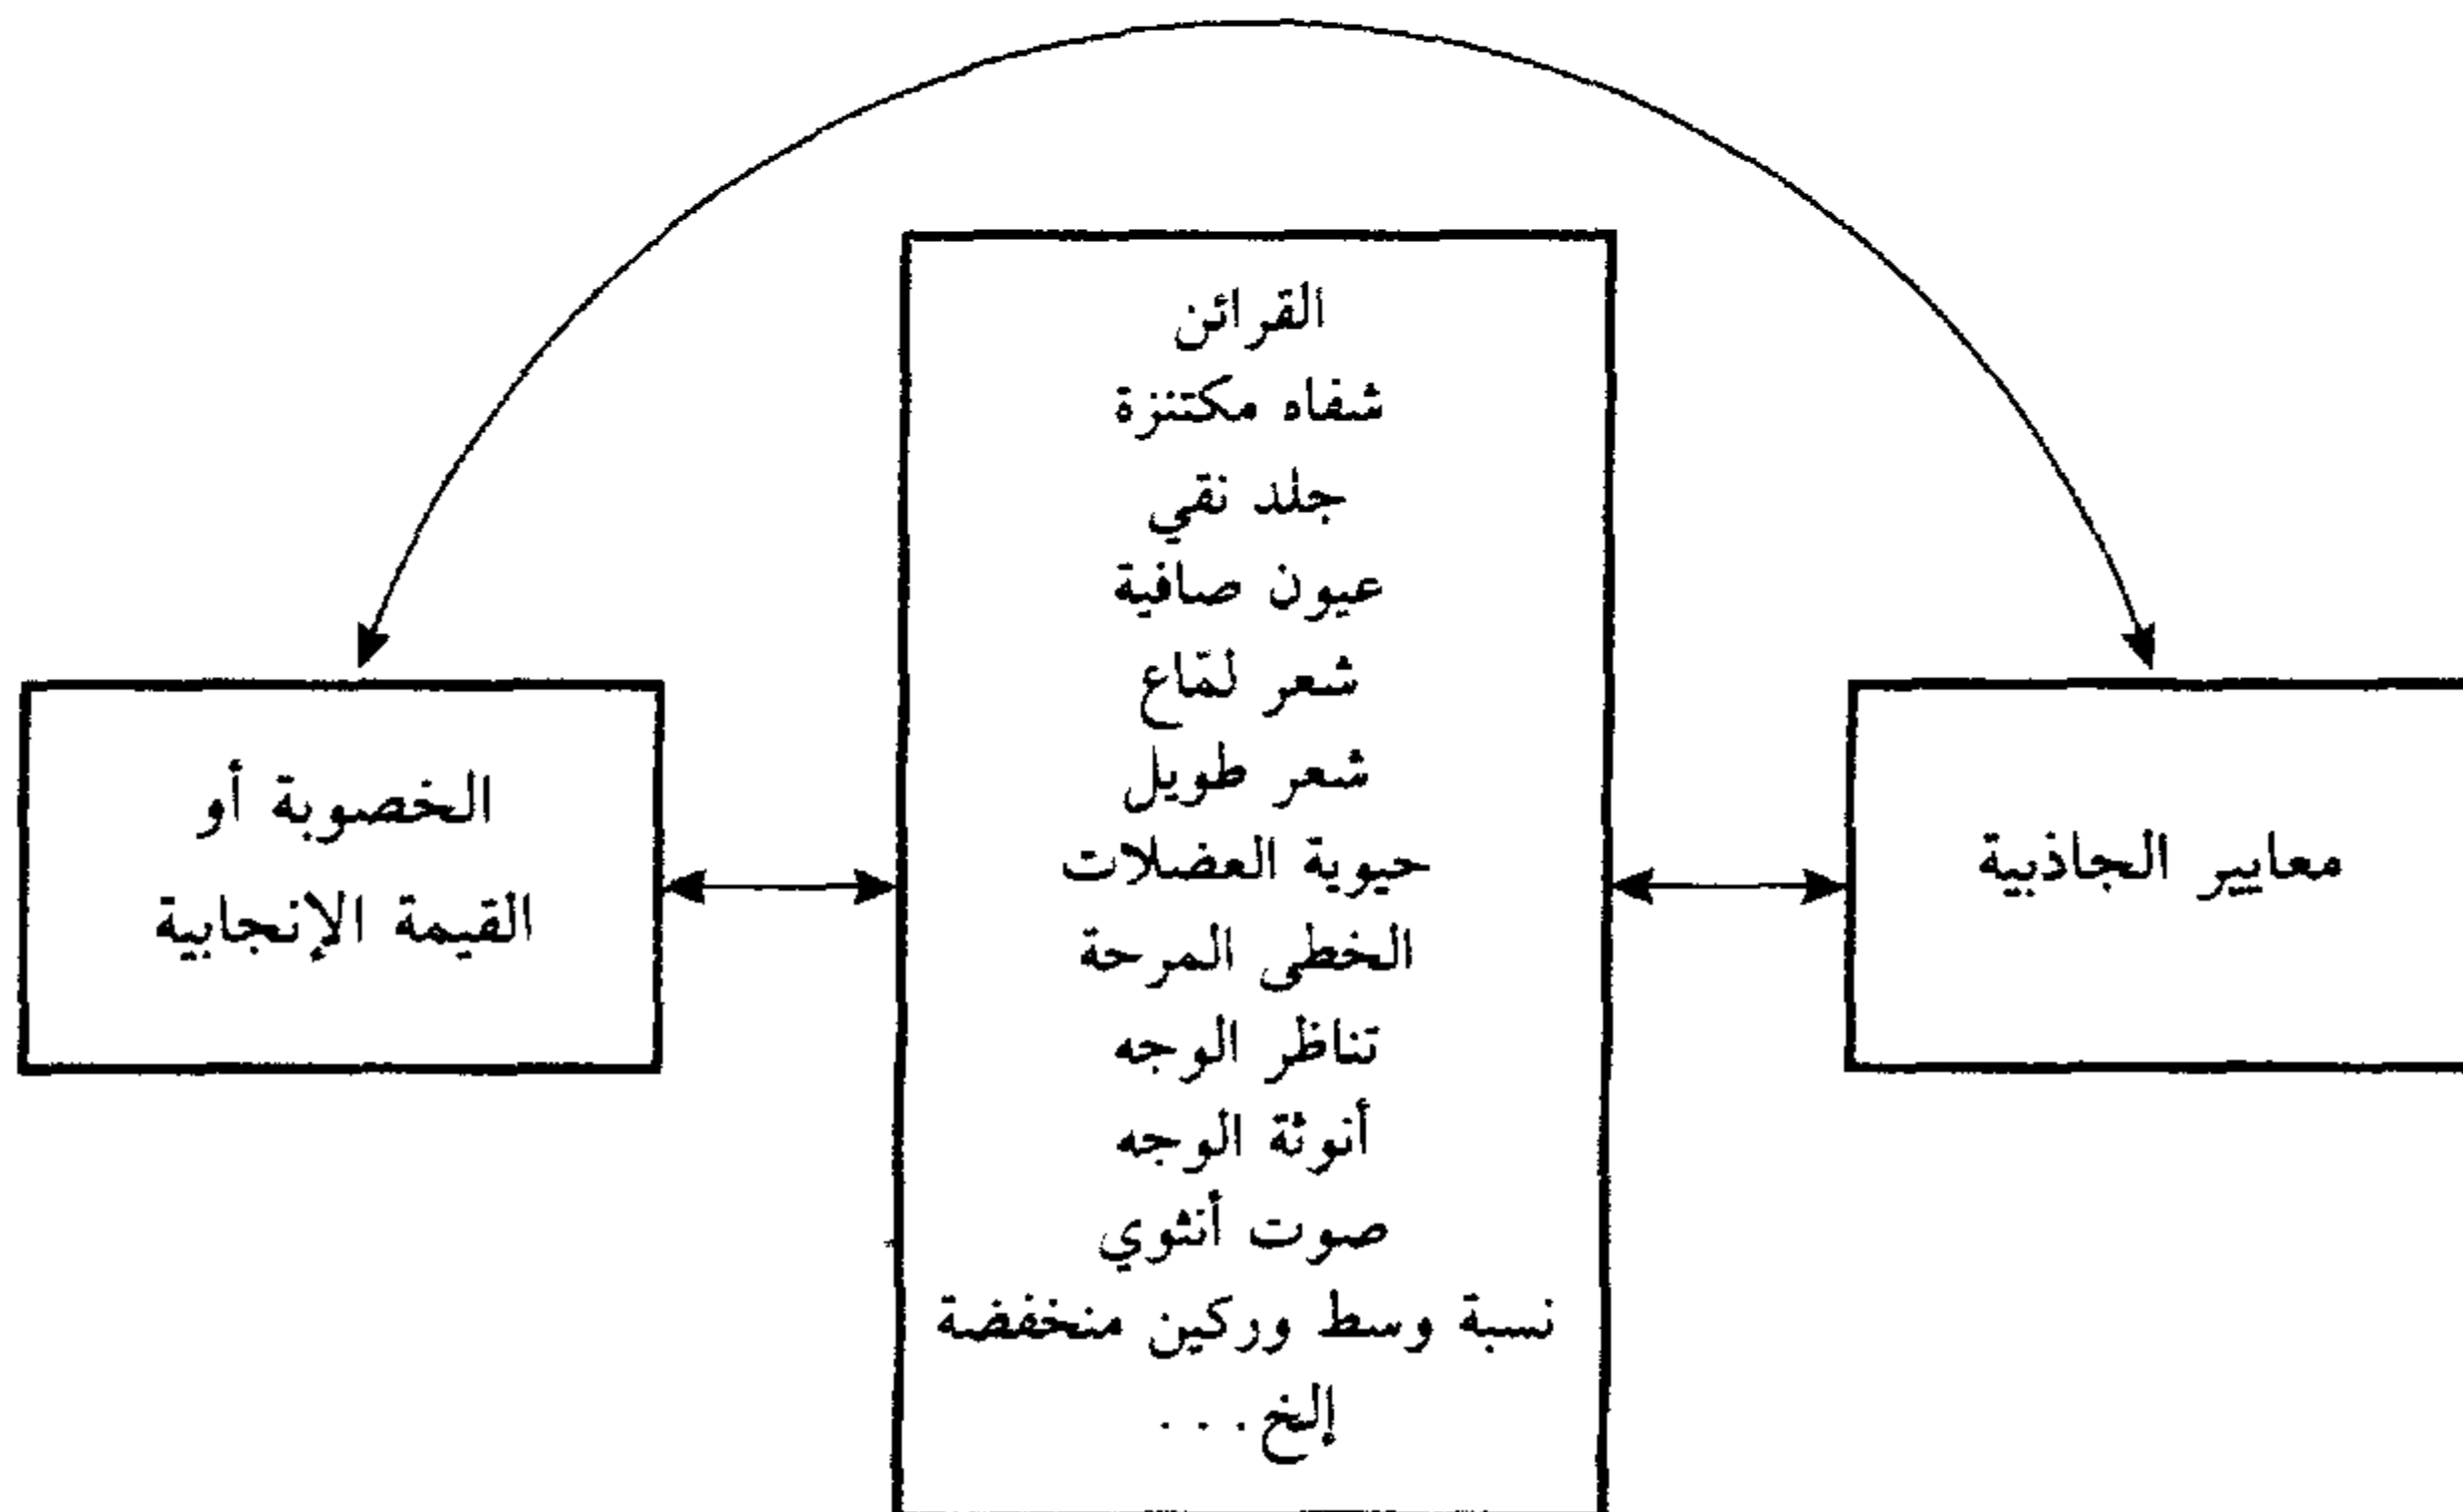 القرائن
شفاه مكتنزة
جلد نقي
عيون صافية
شعر لمّاع
شعر طويل
حيوية العضلات
الخطى المرحة
تناظر الوجه
أنوثة الوجه
صوت أنثوي
نسبة وسط وركين منخفضة
إلخ...
معايير الجاذبية
الخصوبة أو
القيمة الإنجابية